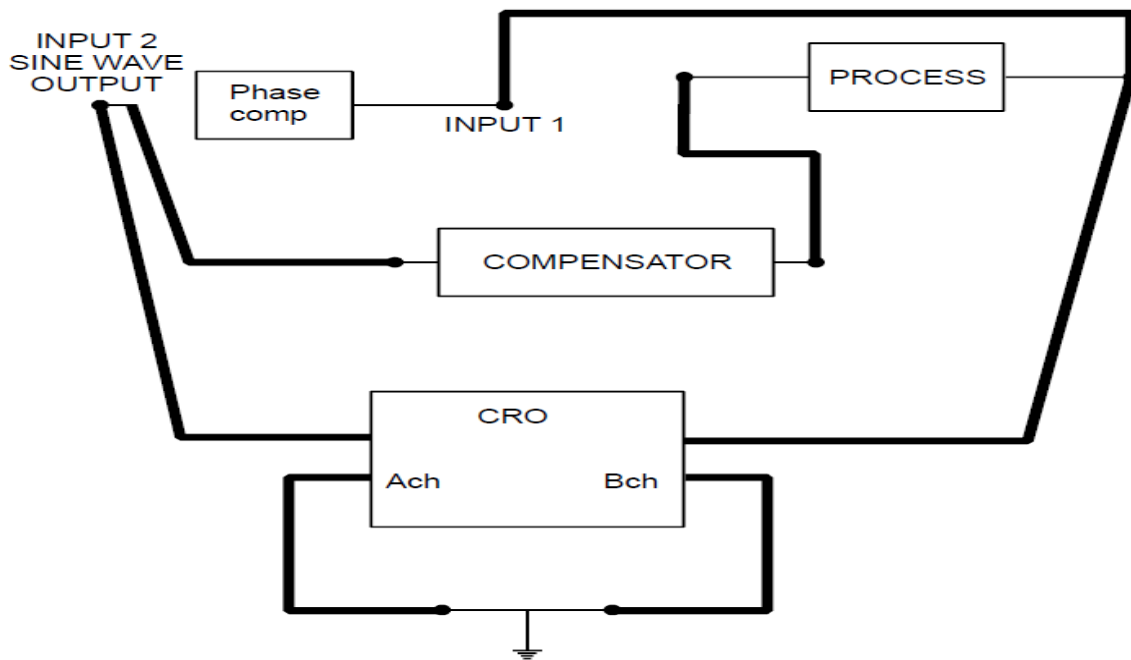 INPUT 2
SINE WAVE
OUTPUT
Phase
comp
INPUT 1
PROCESS
COMPENSATOR
CRO
Ach
Bch